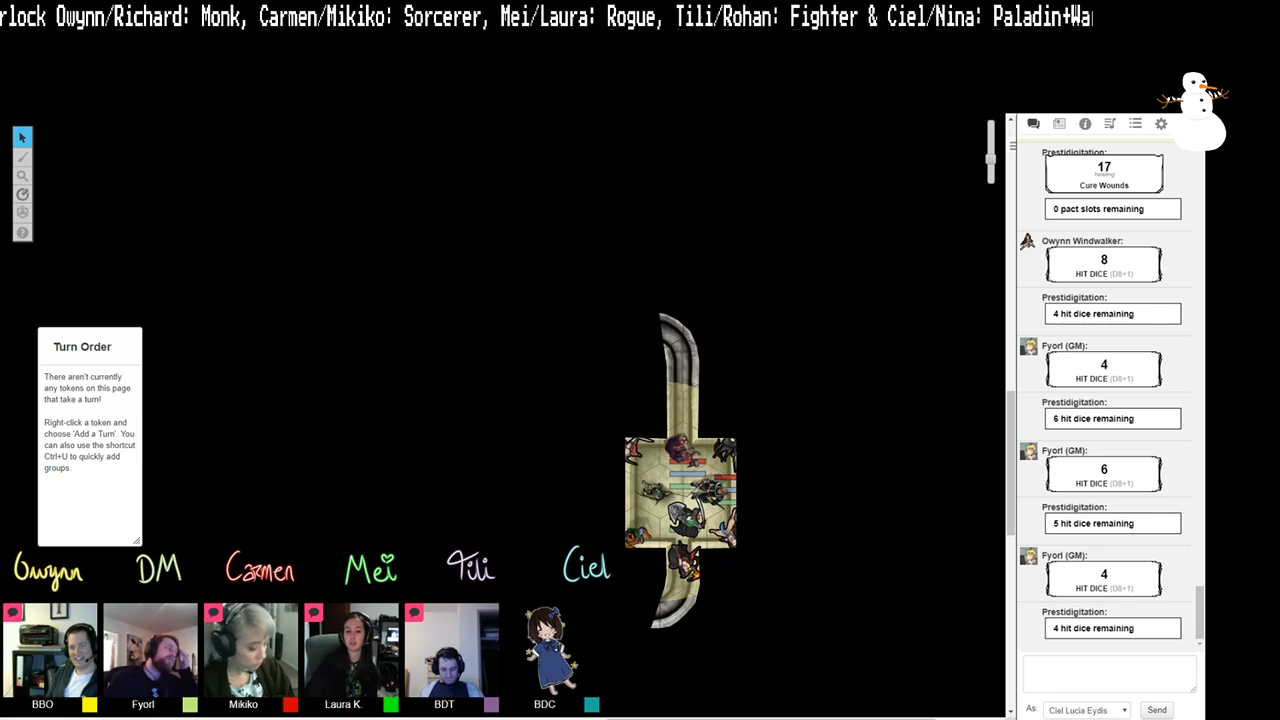 rlock Owynn/Richard: Monk, Carmen/Mikiko: Sorcerer, Mei/Laura: Rogue, Tili/Rohan: Fighter & Ciel/Nina: Paladin+Wa
Prestidigitation:
17
healing
Cure Wounds
0 pact slots remaining
Owynn Windwalker:
8
HIT DICE (D8+1)
Prestidigitation:
4 hit dice remaining
Fyorl (GM):
4
HIT DICE (D8+1)
Prestidigitation:
6 hit dice remaining
Fyorl (GM):
6
HIT DICE (D8+1)
Prestidigitation:
5 hit dice remaining
Fyorl (GM):
4
HIT DICE (D8+1)
Prestidigitation:
4 hit dice remaining
As:
Ciel Lucia Eydis
Send
Turn Order
There aren't currently
any tokens on this page
that take a turn!
Right-click a token and
choose 'Add a Turn'. You
can also use the shortcut
Ctrl+U to quickly add
groups.
Owynn
DM
Carmen
Mei
Tili
Ciel
BBO
Fyorl
Mikiko
Laura K.
BDT
BDC